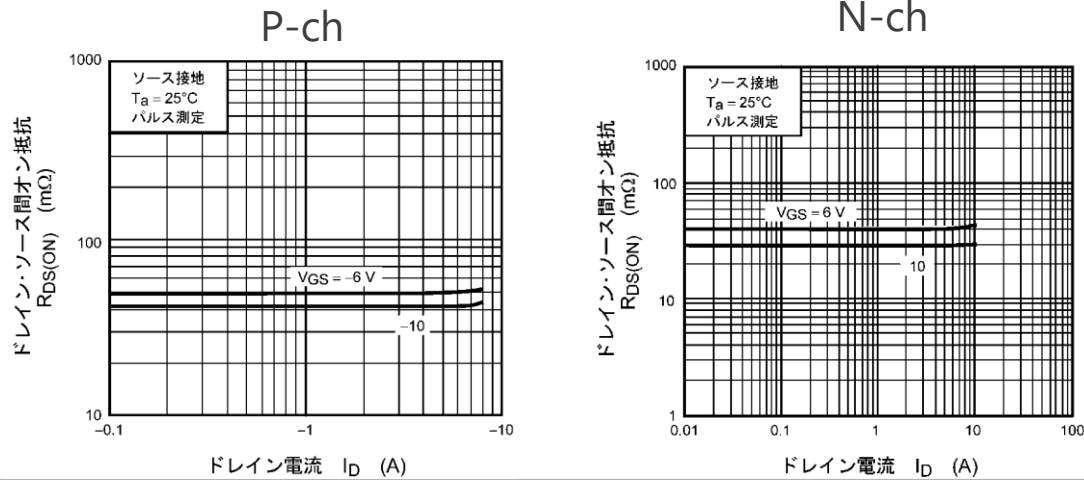 P-ch
1000
ソース接地
Ta = 25°C
パルス測定
100
VGS = −6 V
−10
10
−0.1
−1
−10
ドレイン・ソース間オン抵抗
RDS(ON) (mΩ)
ドレイン電流 ID (A)
N-ch
1000
ソース接地
Ta = 25°C
パルス測定
100
VGS = 6 V
10
10
1
0.01
0.1
1
10
100
ドレイン・ソース間オン抵抗
RDS(ON) (mΩ)
ドレイン電流 ID (A)